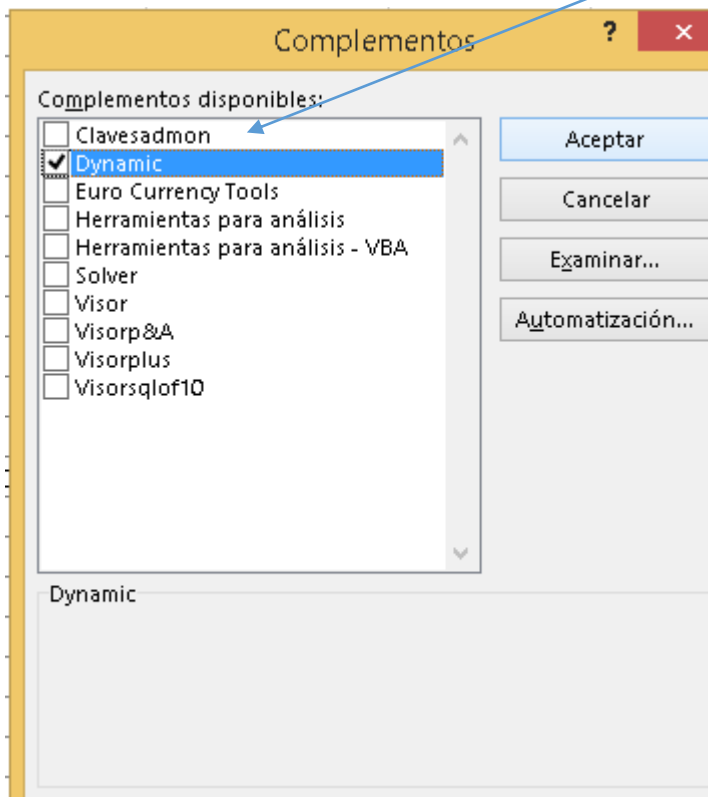 Complementos
?
×
Complementos disponibles:
Clavesadmon
Dynamic
Euro Currency Tools
Herramientas para análisis
Herramientas para análisis - VBA
Solver
Visor
Visorp&A
Visorplus
Visorsqlof10
Aceptar
Cancelar
Examinar...
Automatización...
Dynamic